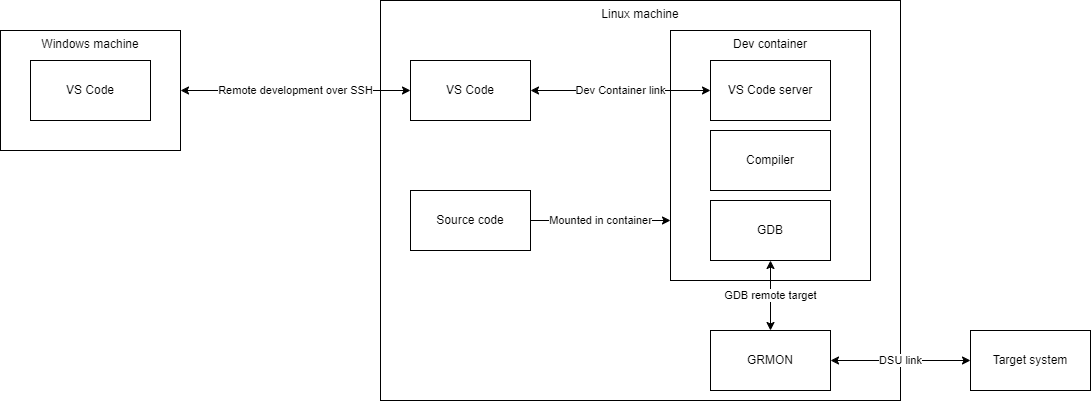 Linux machine
Windows machine
Dev container
VS Code
Remote development over SSH
VS Code
Dev Container link
VS Code server
Compiler
Source code
Mounted in container
GDB
GDB remote target
GRMON
DSU link
Target system